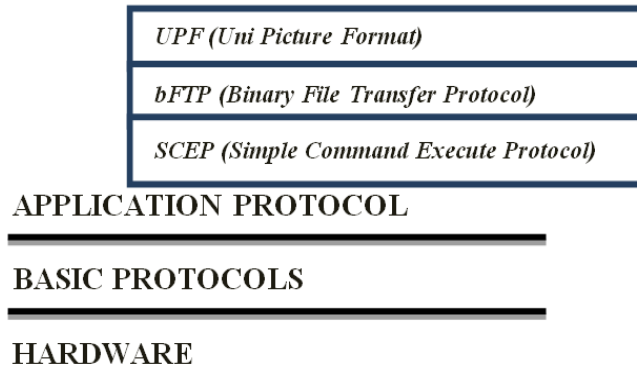 UPF (Uni Picture Format)
bFTP (Binary File Transfer Protocol)
SCEP (Simple Command Execute Protocol)
APPLICATION PROTOCOL
BASIC PROTOCOLS
HARDWARE